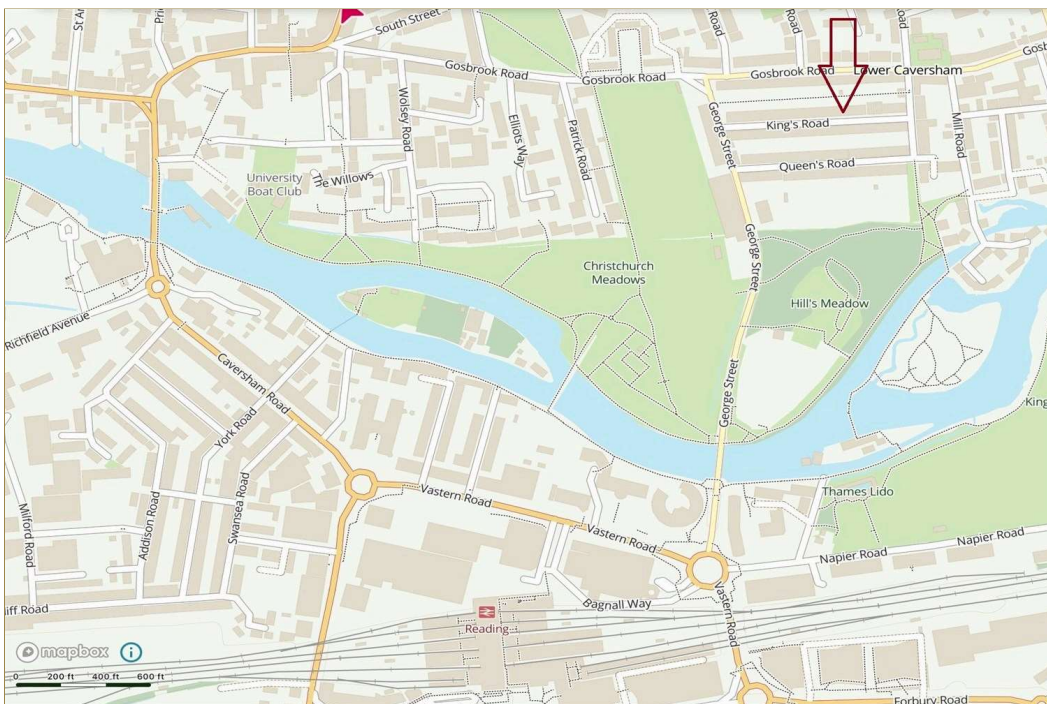 South Street
Gosbrook Road
Gosbrook Road
Gosbrook Road
Lower Caversham
Wolsey Road
Elliots Way
Patrick Road
George Street
King's Road
Mill Road
Queen's Road
University
Boat Club
The Willows
George Street
Christchurch
Meadows
Hill's Meadow
Richfield Avenue
Caversham Road
George Street
York Road
Swansea Road
Addison Road
Milford Road
Vastern Road
Vastern Road
Thames Lido
Napier Road
Napier Road
Bagnall Way
Vastern Road
Reading
mapbox
0 200 ft 400 ft 600 ft
Forbury Road